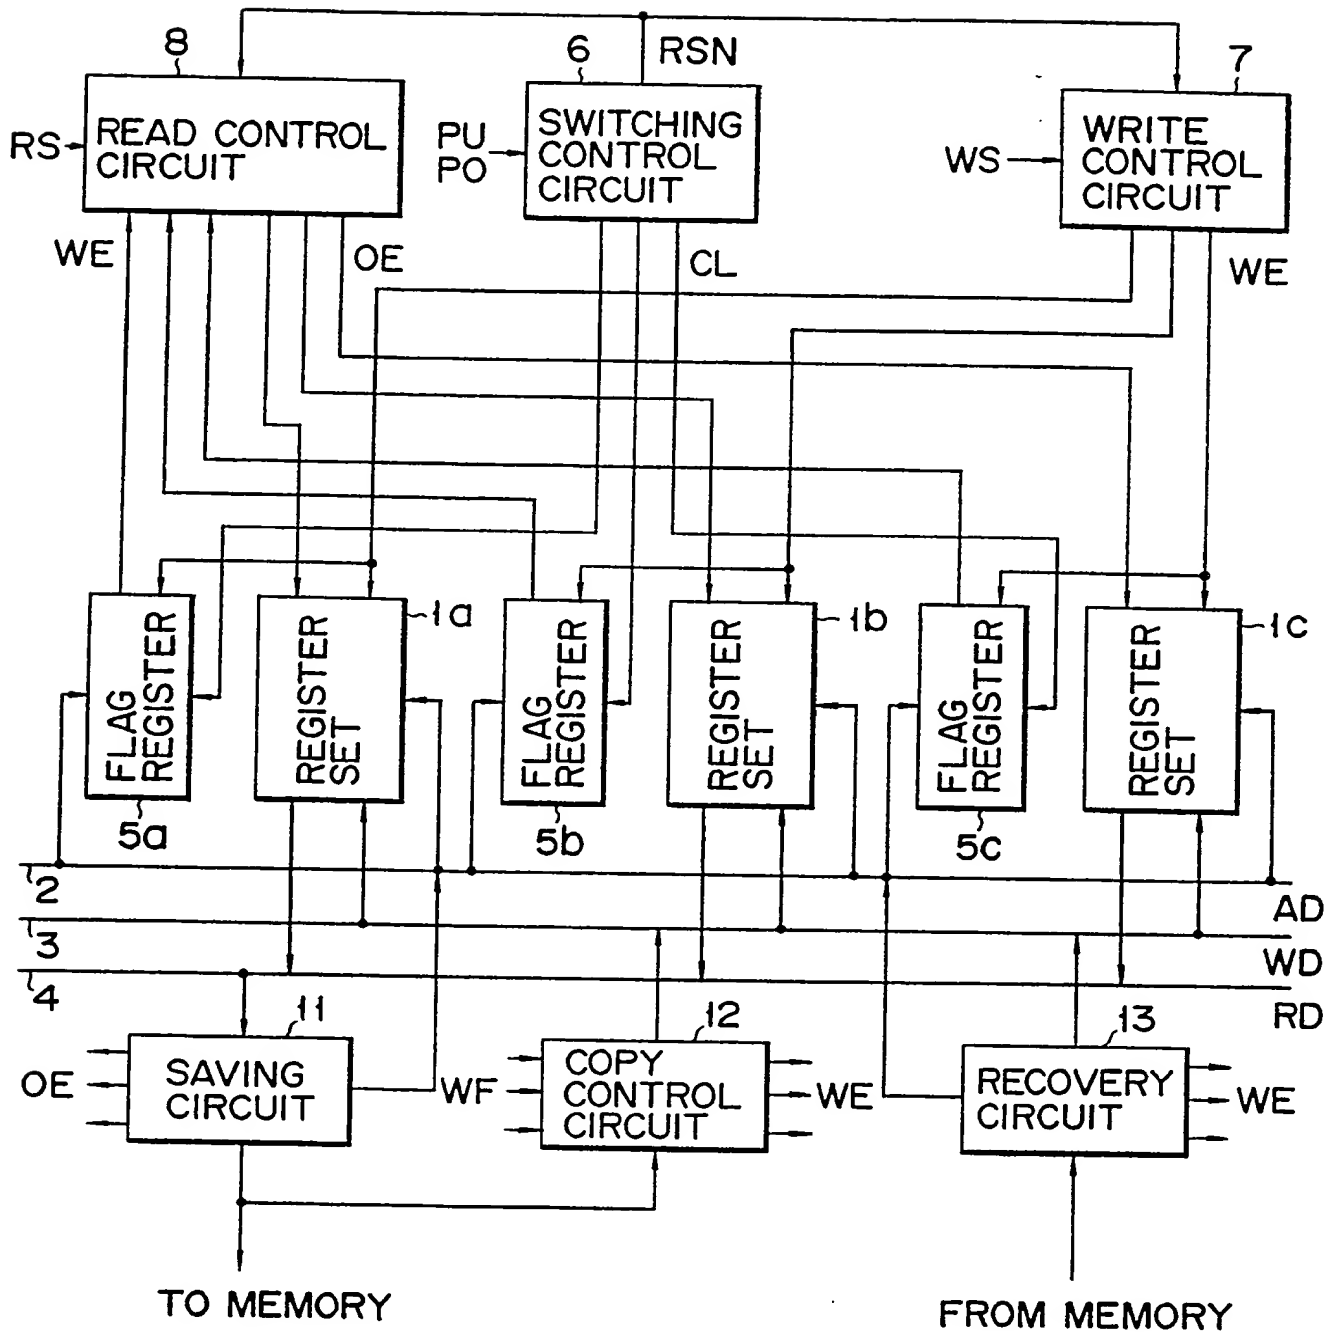 8
6
RSN
7
RS
READ CONTROL
CIRCUIT
PU
PO
SWITCHING
CONTROL
CIRCUIT
WS
WRITE
CONTROL
CIRCUIT
WE
OE
CL
WE
FLAG
REGISTER
5a
REGISTER
SET
1a
FLAG
REGISTER
5b
REGISTER
SET
1b
FLAG
REGISTER
5c
REGISTER
SET
1c
2
AD
3
WD
4
RD
11
12
13
OE
SAVING
CIRCUIT
WF
COPY
CONTROL
CIRCUIT
WE
RECOVERY
CIRCUIT
WE
TO MEMORY
FROM MEMORY